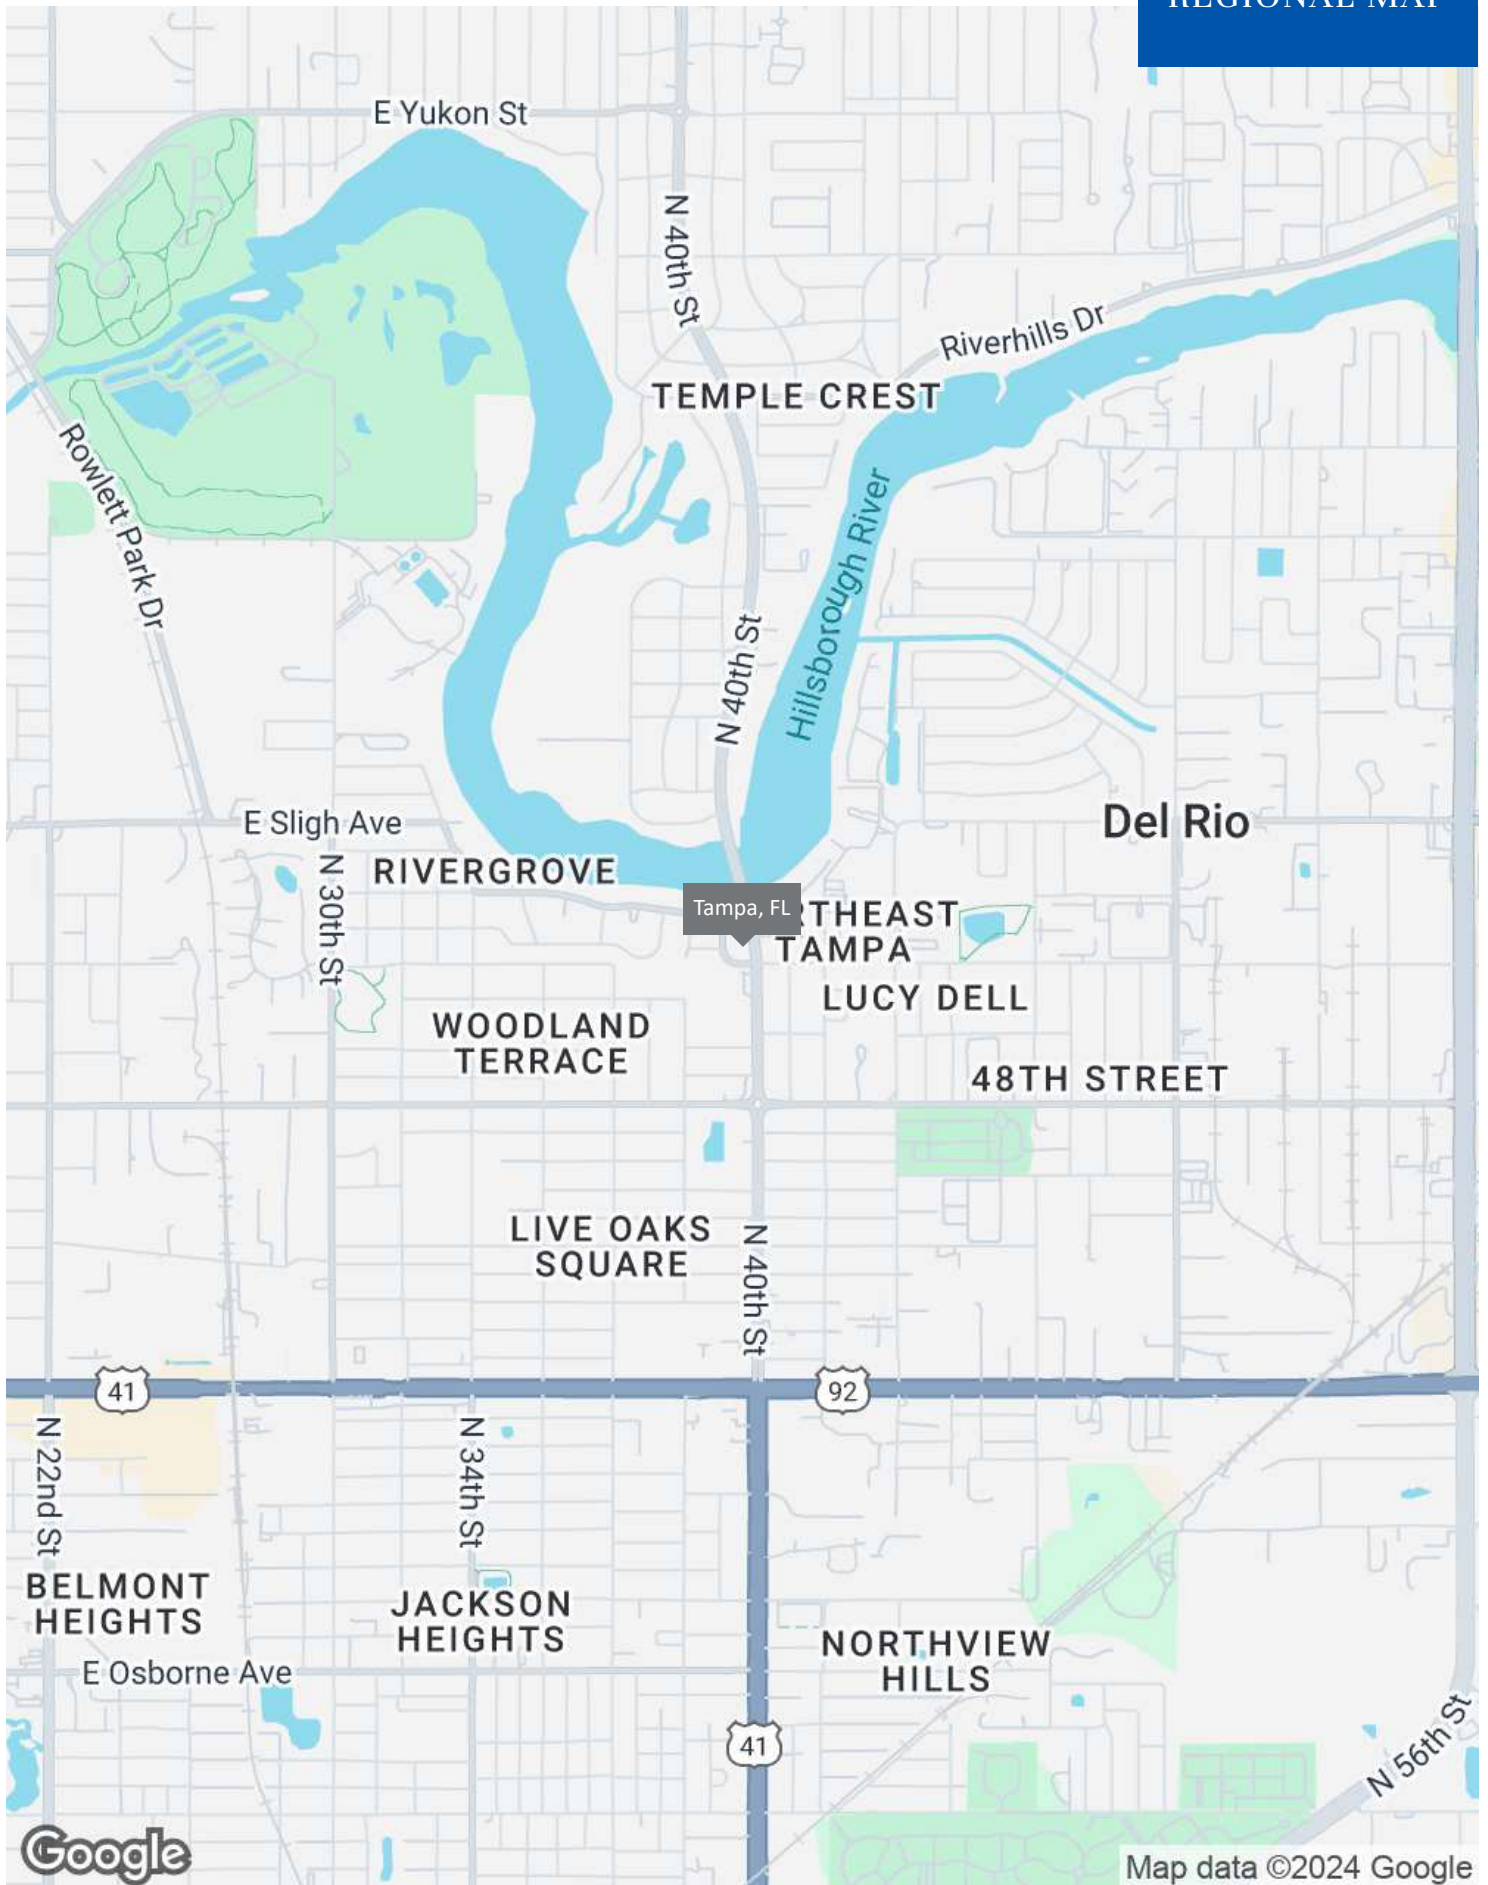 REGIONAL MAP
E Yukon St
N 40th St
Riverhills Dr
TEMPLE CREST
Rowlett Park Dr
Hillsborough River
N 40th St
E Sligh Ave
Del Rio
RIVERGROVE
N 30th St
Tampa, FL
RTHEAST
TAMPA
LUCY DELL
WOODLAND
TERRACE
48TH STREET
LIVE OAKS
SQUARE
N 40th St
41
92
N 22nd St
N 34th St
BELMONT
HEIGHTS
JACKSON
HEIGHTS
NORTHVIEW
HILLS
E Osborne Ave
41
N 56th St
Google
Map data ©2024 Google